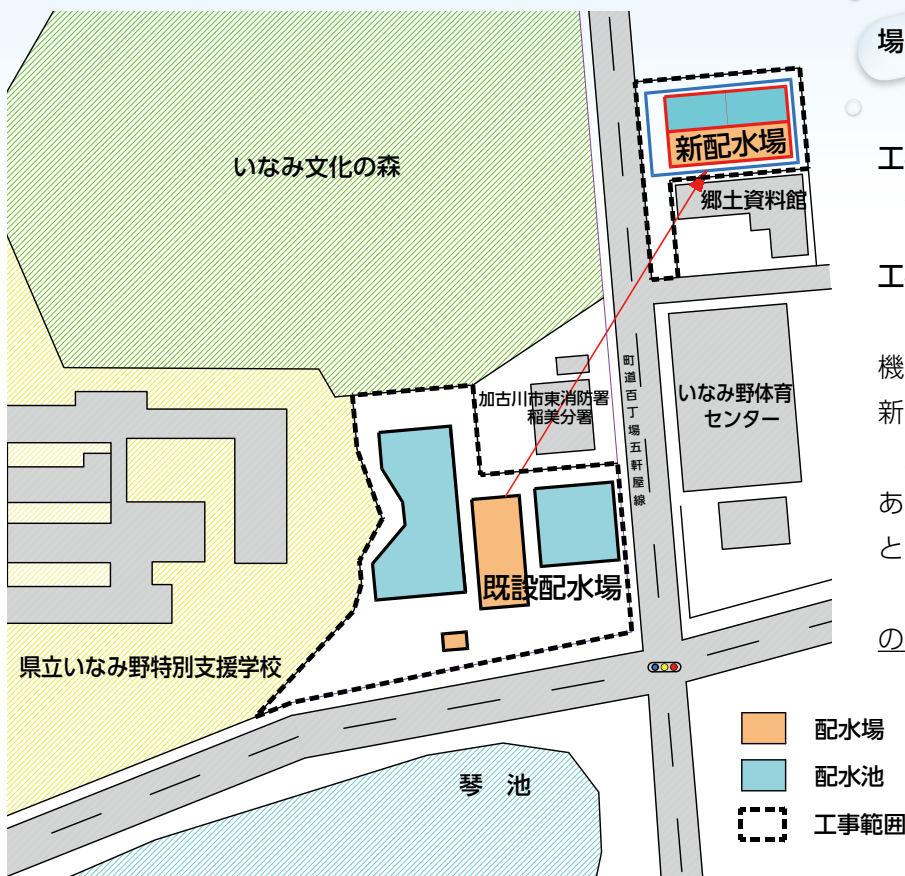 場
いなみ文化の森
新配水場
工
郷土資料館
工
町道百丁場五軒屋線
機
加古川市東消防署
稲美分署
いなみ野体育
センター
新
あ
と
既設配水場
の
県立いなみ野特別支援学校
配水場
琴 池
配水池
工事範囲